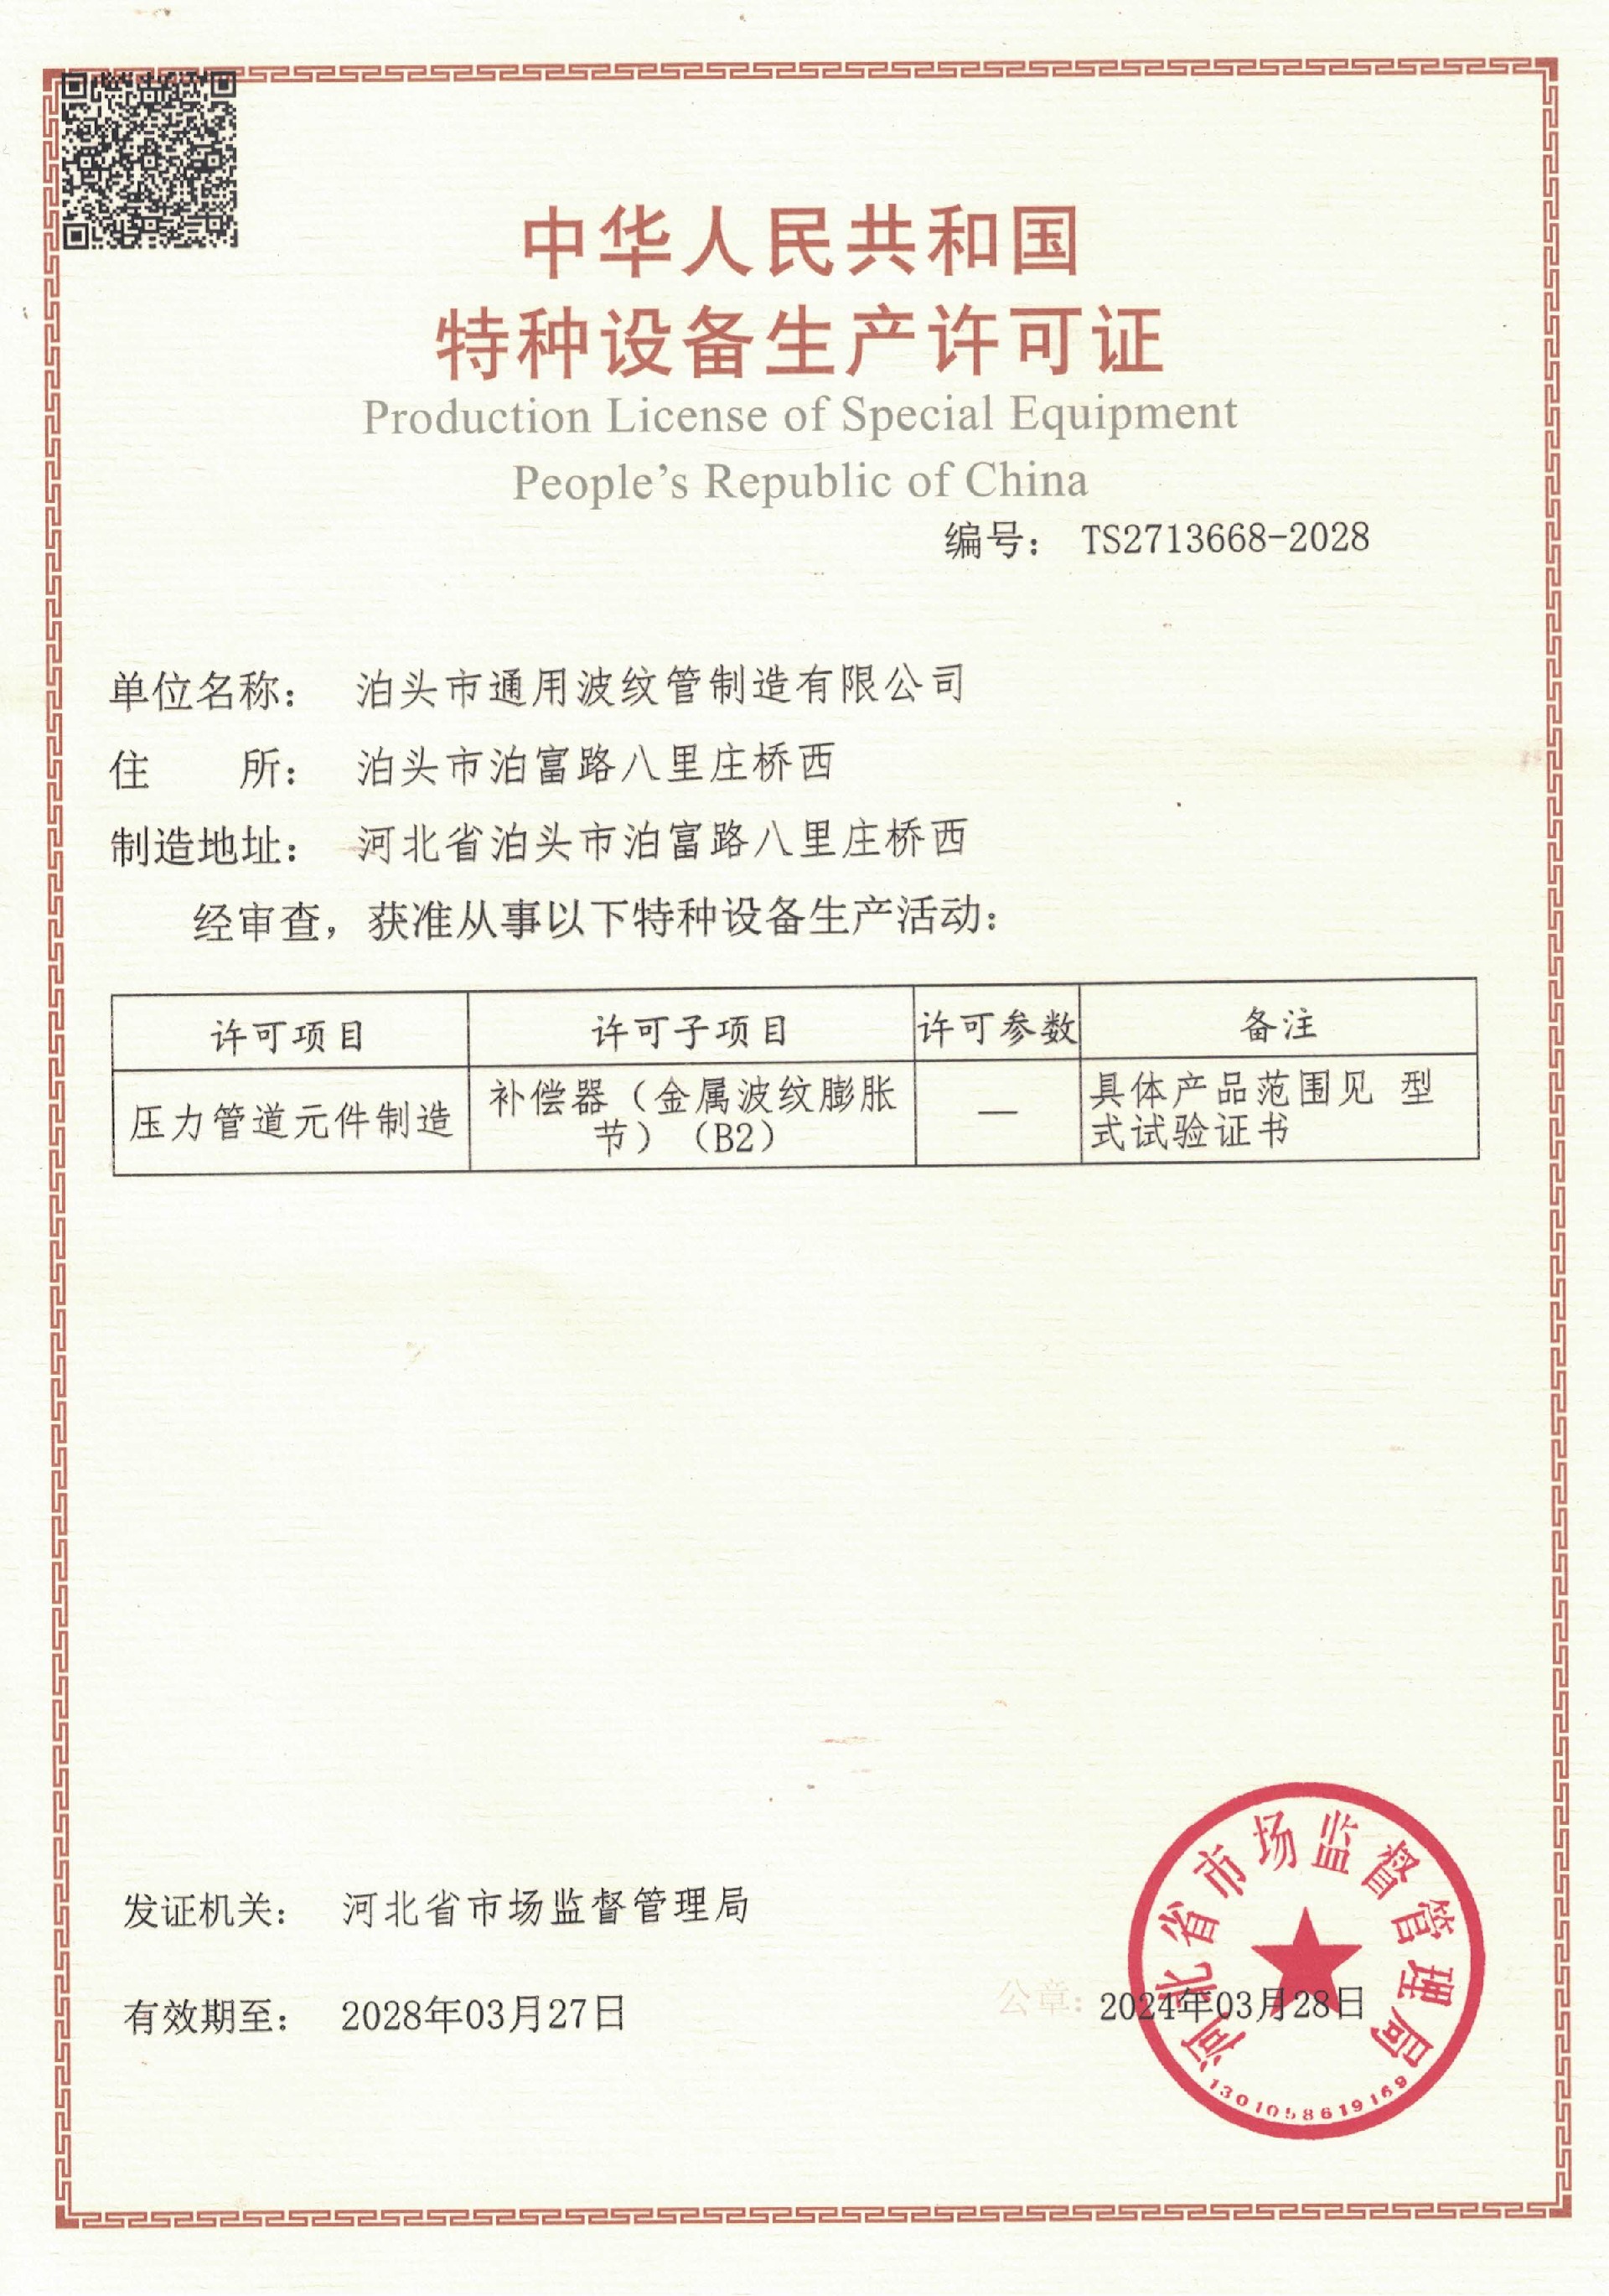 中华人民共和国
特种设备生产许可证
Production License of Special Equipment
People's Republic of China
编号： TS2713668-2028
单位名称： 泊头市通用波纹管制造有限公司
住 所： 泊头市泊富路八里庄桥西
制造地址： 河北省泊头市泊富路八里庄桥西
经审查，获准从事以下特种设备生产活动：
许可项目 许可子项目 许可参数 备注
压力管道元件制造 补偿器（金属波纹膨胀节）（B2） — 具体产品范围见 型式试验证书
发证机关： 河北省市场监督管理局
有效期至： 2028年03月27日
公章： 2024年03月28日
河北省市场监督管理局
1301058619169